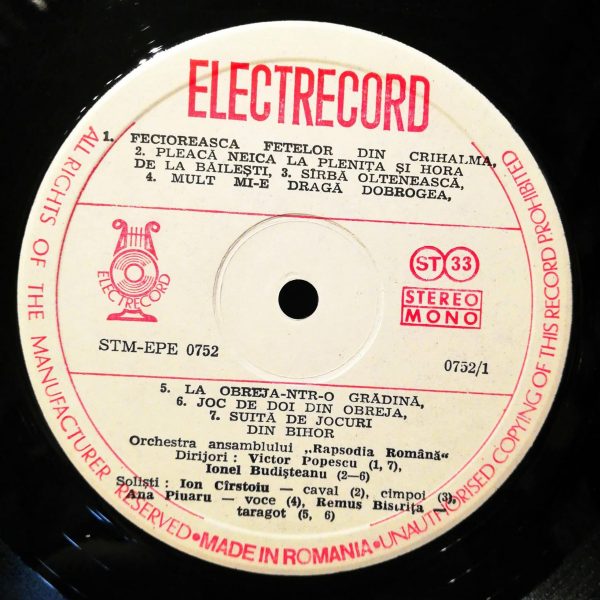 ELECTRECORD
1. FECIOREASCA FETELOR DIN CRIHALMA,
2. PLEACĂ NEICA LA PLENIȚA ȘI HORA
DE LA BĂILEȘTI, 3. SÎRBĂ OLTENEASCĂ,
4. MULT MI-E DRAGĂ DOBROGEA,
ELECTRECORD
ST 33
STEREO
MONO
STM-EPE 0752
0752/1
5. LA OBREJA-NTR-O GRĂDINĂ,
6. JOC DE DOI DIN OBREJA,
7. SUITĂ DE JOCURI
DIN BIHOR
Orchestra ansamblului „Rapsodia Română“
Dirijori : Victor Popescu (1, 7),
Ionel Budișteanu (2—6)
Soliști : Ion Cîrstoiu — caval (2), cimpoi (3),
Ana Piuaru — voce (4), Remus Bistrița —
taragot (5, 6)
ALL RIGHTS OF THE MANUFACTURER RESERVED • MADE IN ROMANIA • UNAUTHORISED COPYING OF THIS RECORD PROHIBITED